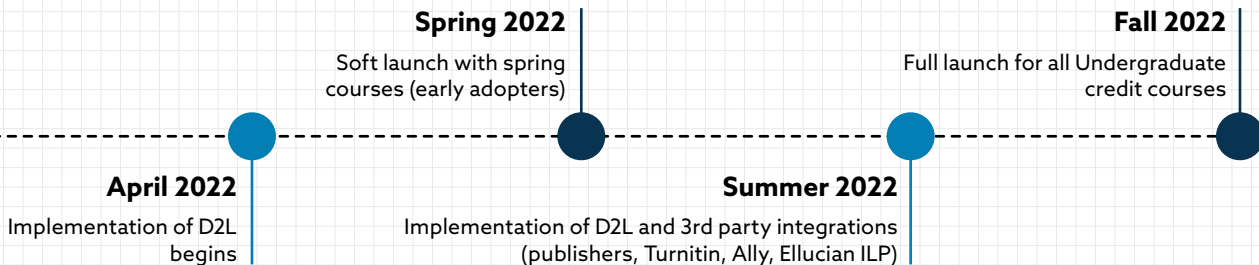 Spring 2022
Soft launch with spring
courses (early adopters)
Fall 2022
Full launch for all Undergraduate
credit courses
April 2022
Implementation of D2L
begins
Summer 2022
Implementation of D2L and 3rd party integrations
(publishers, Turnitin, Ally, Ellucian ILP)